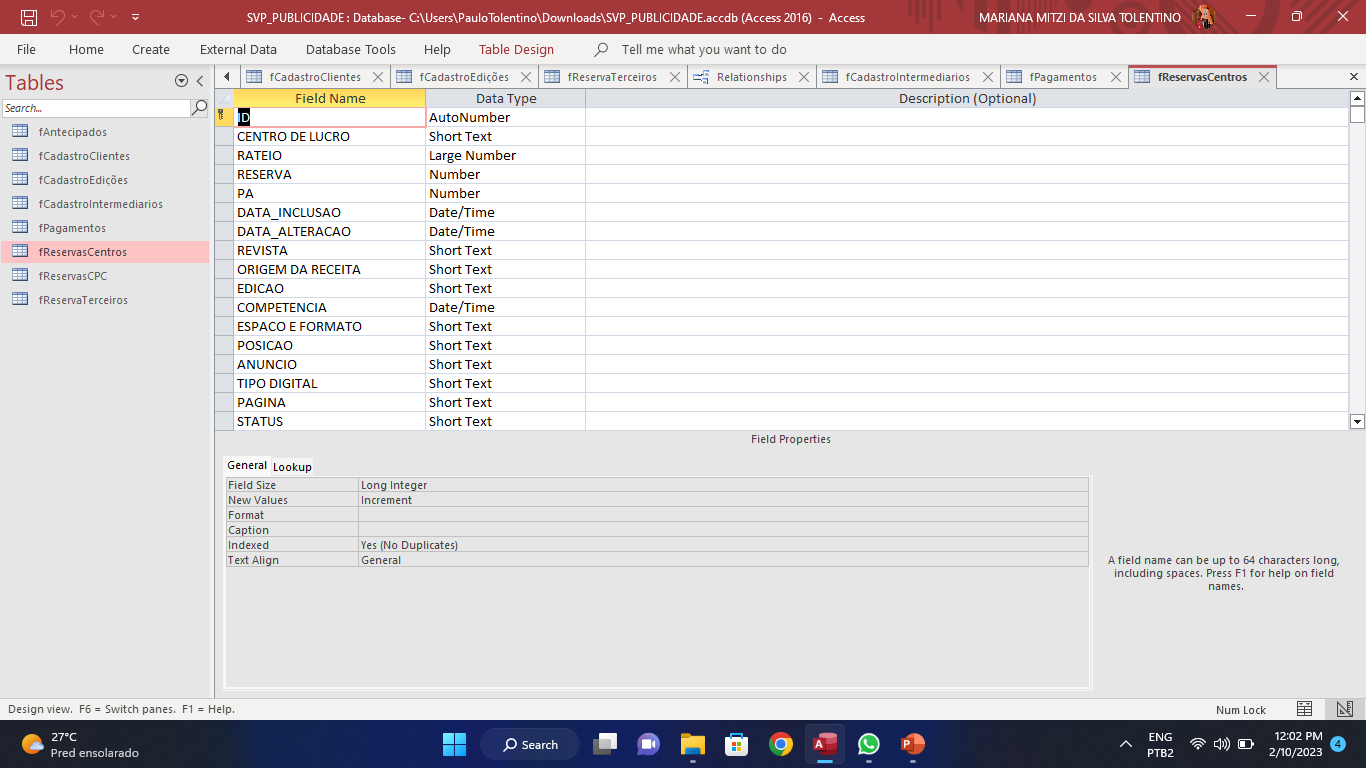 SVP_PUBLICIDADE : Database- C:\Users\PauloTolentino\Downloads\SVP_PUBLICIDADE.accdb (Access 2016)  -  Access
MARIANA MITZI DA SILVA TOLENTINO
File Home Create External Data Database Tools Help Table Design Tell me what you want to do
Tables
Search...
fAntecipados
fCadastroClientes
fCadastroEdições
fCadastroIntermediarios
fPagamentos
fReservasCentros
fReservasCPC
fReservaTerceiros
fCadastroClientes fCadastroEdições fReservaTerceiros Relationships fCadastroIntermediarios fPagamentos fReservasCentros
Field Name Data Type Description (Optional)
ID AutoNumber
CENTRO DE LUCRO Short Text
RATEIO Large Number
RESERVA Number
PA Number
DATA_INCLUSAO Date/Time
DATA_ALTERACAO Date/Time
REVISTA Short Text
ORIGEM DA RECEITA Short Text
EDICAO Short Text
COMPETENCIA Date/Time
ESPACO E FORMATO Short Text
POSICAO Short Text
ANUNCIO Short Text
TIPO DIGITAL Short Text
PAGINA Short Text
STATUS Short Text
Field Properties
General Lookup
Field Size Long Integer
New Values Increment
Format
Caption
Indexed Yes (No Duplicates)
Text Align General
A field name can be up to 64 characters long,
including spaces. Press F1 for help on field
names.
Design view.  F6 = Switch panes.  F1 = Help.
Num Lock
27°C
Pred ensolarado
Search
A
P
ENG
PTB2
12:02 PM
2/10/2023
4